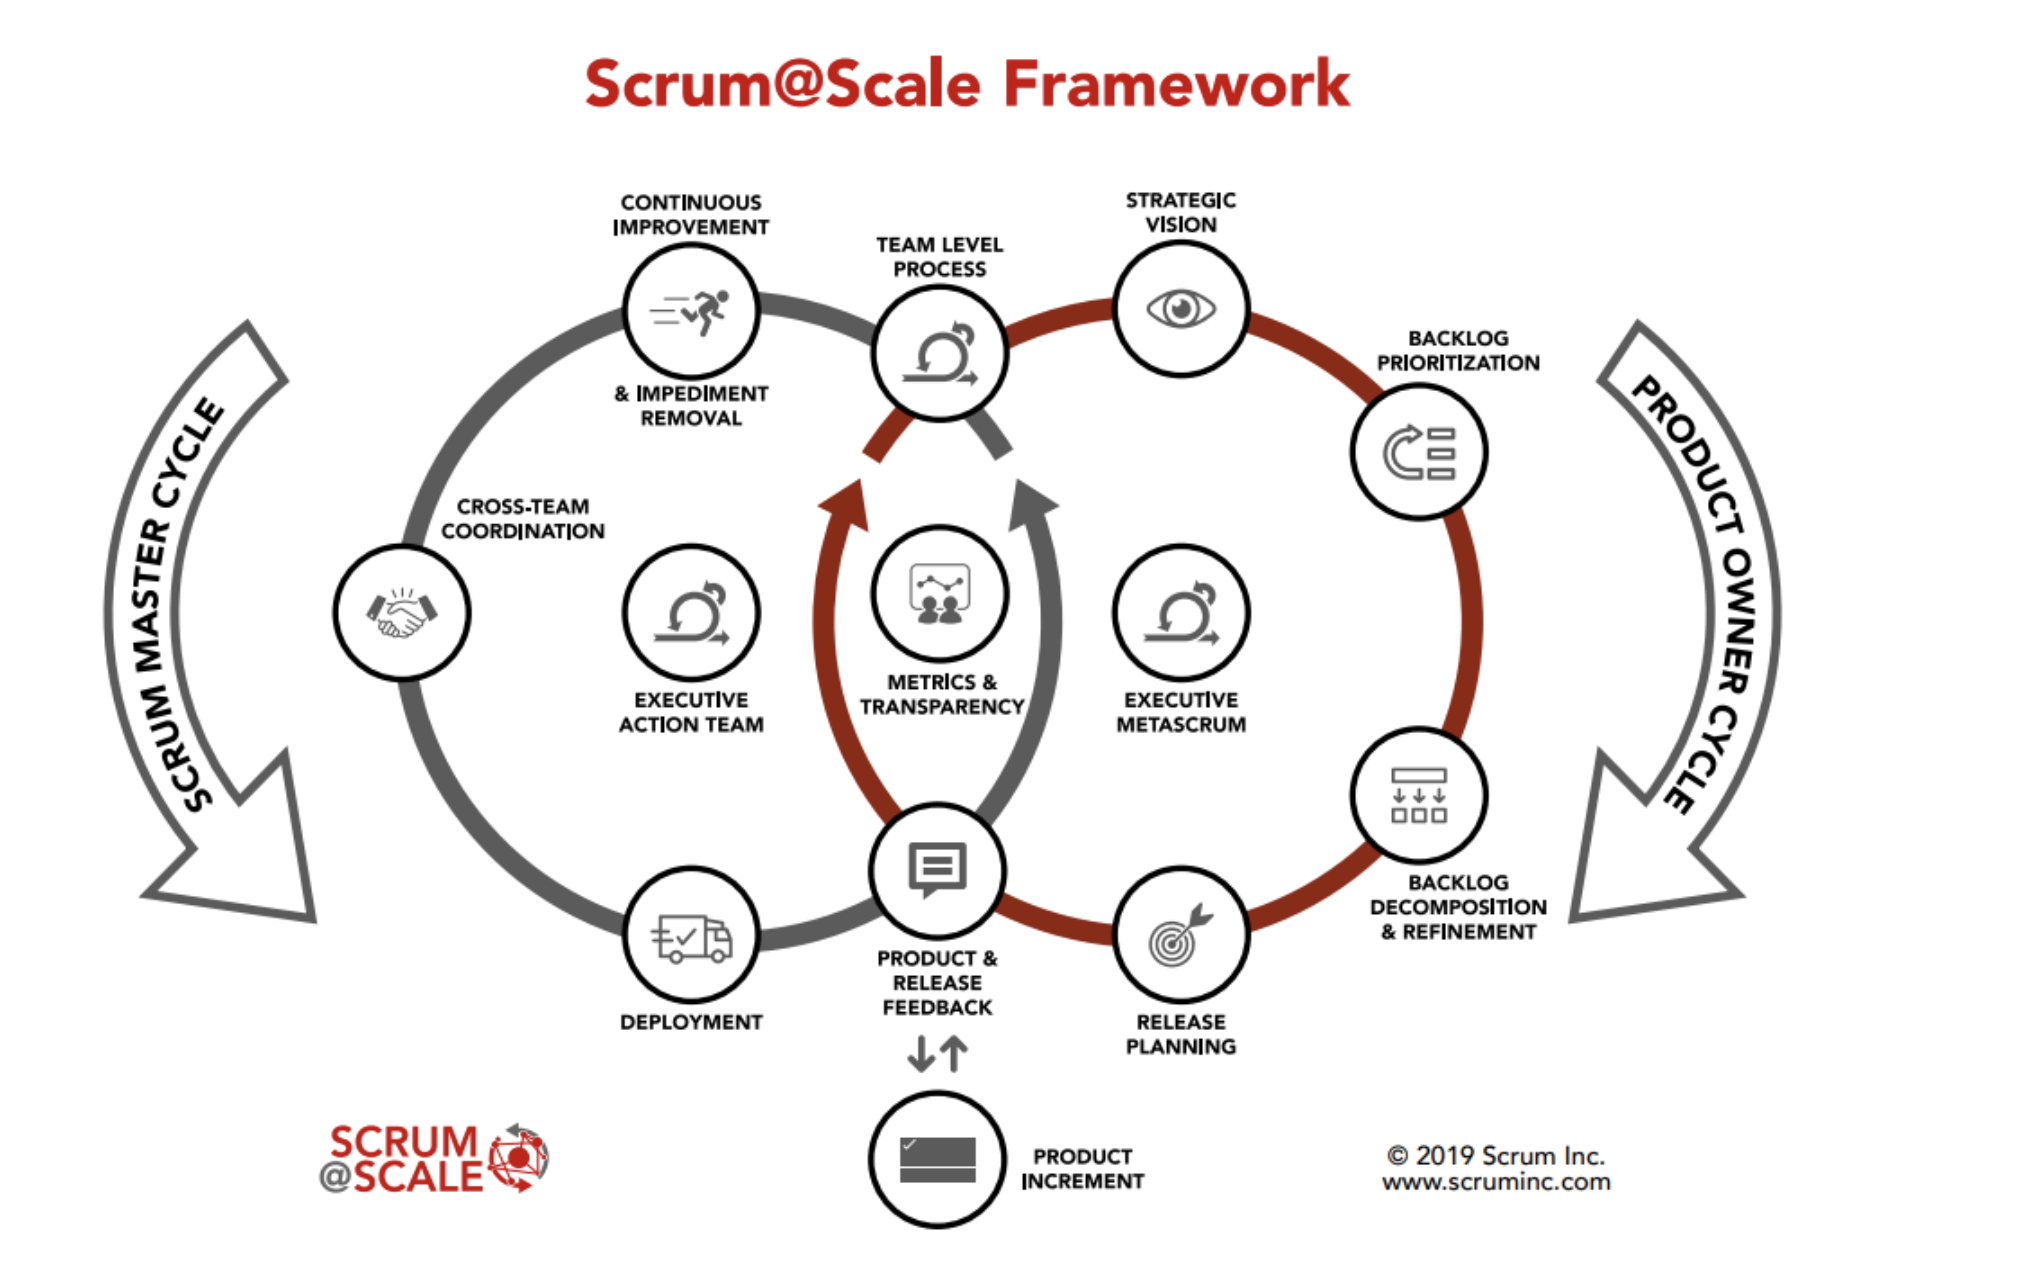 Scrum@Scale Framework
CONTINUOUS
IMPROVEMENT
& IMPEDIMENT
REMOVAL
TEAM LEVEL
PROCESS
STRATEGIC
VISION
BACKLOG
PRIORITIZATION
SCRUM MASTER CYCLE
PRODUCT OWNER CYCLE
CROSS-TEAM
COORDINATION
EXECUTIVE
ACTION TEAM
METRICS &
TRANSPARENCY
EXECUTIVE
METASCRUM
BACKLOG
DECOMPOSITION
& REFINEMENT
DEPLOYMENT
PRODUCT &
RELEASE
FEEDBACK
RELEASE
PLANNING
PRODUCT
INCREMENT
SCRUM
@SCALE
© 2019 Scrum Inc.
www.scruminc.com